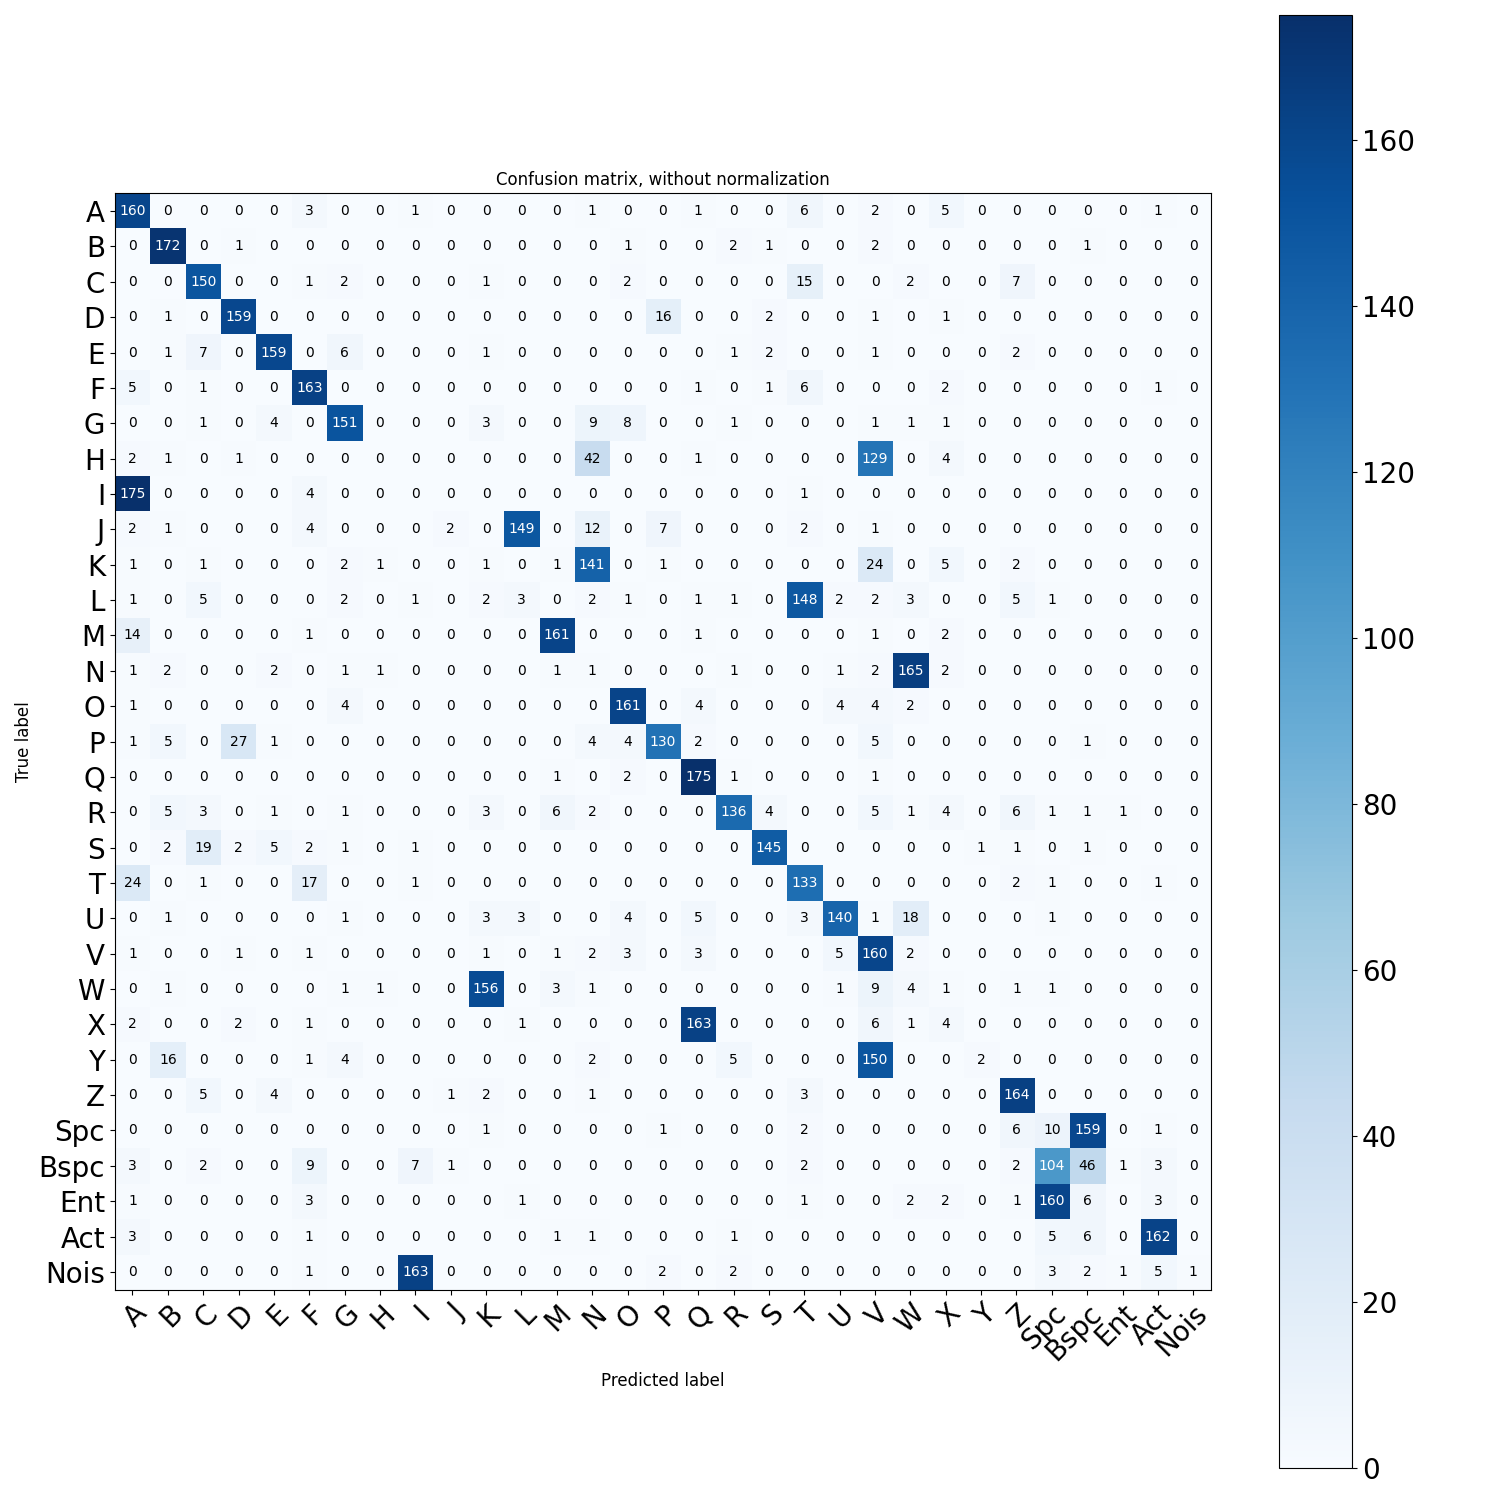 Confusion matrix, without normalization
A 160 0 0 0 0 3 0 0 1 0 0 0 0 1 0 0 1 0 0 6 0 2 0 5 0 0 0 0 0 1 0
B 0 172 0 1 0 0 0 0 0 0 0 0 0 0 1 0 0 2 1 0 0 2 0 0 0 0 0 1 0 0 0
C 0 0 150 0 0 1 2 0 0 0 1 0 0 0 2 0 0 0 0 15 0 0 2 0 0 7 0 0 0 0 0
D 0 1 0 159 0 0 0 0 0 0 0 0 0 0 0 16 0 0 2 0 0 1 0 1 0 0 0 0 0 0 0
E 0 1 7 0 159 0 6 0 0 0 1 0 0 0 0 0 0 1 2 0 0 1 0 0 0 2 0 0 0 0 0
F 5 0 1 0 0 163 0 0 0 0 0 0 0 0 0 0 1 0 1 6 0 0 0 2 0 0 0 0 0 1 0
G 0 0 1 0 4 0 151 0 0 0 3 0 0 9 8 0 0 1 0 0 0 1 1 1 0 0 0 0 0 0 0
H 2 1 0 1 0 0 0 0 0 0 0 0 0 42 0 0 1 0 0 0 0 129 0 4 0 0 0 0 0 0 0
I 175 0 0 0 0 4 0 0 0 0 0 0 0 0 0 0 0 0 0 1 0 0 0 0 0 0 0 0 0 0 0
J 2 1 0 0 0 4 0 0 0 2 0 149 0 12 0 7 0 0 0 2 0 1 0 0 0 0 0 0 0 0 0
K 1 0 1 0 0 0 2 1 0 0 1 0 1 141 0 1 0 0 0 0 0 24 0 5 0 2 0 0 0 0 0
L 1 0 5 0 0 0 2 0 1 0 2 3 0 2 1 0 1 1 0 148 2 2 3 0 0 5 1 0 0 0 0
M 14 0 0 0 0 1 0 0 0 0 0 0 161 0 0 0 1 0 0 0 0 1 0 2 0 0 0 0 0 0 0
N 1 2 0 0 2 0 1 1 0 0 0 0 1 1 0 0 0 1 0 0 1 2 165 2 0 0 0 0 0 0 0
O 1 0 0 0 0 0 4 0 0 0 0 0 0 0 161 0 4 0 0 0 4 4 2 0 0 0 0 0 0 0 0
P 1 5 0 27 1 0 0 0 0 0 0 0 0 4 4 130 2 0 0 0 0 5 0 0 0 0 0 1 0 0 0
Q 0 0 0 0 0 0 0 0 0 0 0 0 1 0 2 0 175 1 0 0 0 1 0 0 0 0 0 0 0 0 0
R 0 5 3 0 1 0 1 0 0 0 3 0 6 2 0 0 0 136 4 0 0 5 1 4 0 6 1 1 1 0 0
S 0 2 19 2 5 2 1 0 1 0 0 0 0 0 0 0 0 0 145 0 0 0 0 0 1 1 0 1 0 0 0
T 24 0 1 0 0 17 0 0 1 0 0 0 0 0 0 0 0 0 0 133 0 0 0 0 0 2 1 0 0 1 0
U 0 1 0 0 0 0 1 0 0 0 3 3 0 0 4 0 5 0 0 3 140 1 18 0 0 0 1 0 0 0 0
V 1 0 0 1 0 1 0 0 0 0 1 0 1 2 3 0 3 0 0 0 5 160 2 0 0 0 0 0 0 0 0
W 0 1 0 0 0 0 1 1 0 0 156 0 3 1 0 0 0 0 0 0 1 9 4 1 0 1 1 0 0 0 0
X 2 0 0 2 0 1 0 0 0 0 0 1 0 0 0 0 163 0 0 0 0 6 1 4 0 0 0 0 0 0 0
Y 0 16 0 0 0 1 4 0 0 0 0 0 0 2 0 0 0 5 0 0 0 150 0 0 2 0 0 0 0 0 0
Z 0 0 5 0 4 0 0 0 0 1 2 0 0 1 0 0 0 0 0 3 0 0 0 0 0 164 0 0 0 0 0
Spc 0 0 0 0 0 0 0 0 0 0 1 0 0 0 0 1 0 0 0 2 0 0 0 0 0 6 10 159 0 1 0
Bspc 3 0 2 0 0 9 0 0 7 1 0 0 0 0 0 0 0 0 0 2 0 0 0 0 0 2 104 46 1 3 0
Ent 1 0 0 0 0 3 0 0 0 0 0 1 0 0 0 0 0 0 0 1 0 0 2 2 0 1 160 6 0 3 0
Act 3 0 0 0 0 1 0 0 0 0 0 0 1 1 0 0 0 1 0 0 0 0 0 0 0 0 5 6 0 162 0
Nois 0 0 0 0 0 1 0 0 163 0 0 0 0 0 0 2 0 2 0 0 0 0 0 0 0 0 3 2 1 5 1
A B C D E F G H I J K L M N O P Q R S T U V W X Y Z Spc Bspc Ent Act Nois
Predicted label
True label
160
140
120
100
80
60
40
20
0